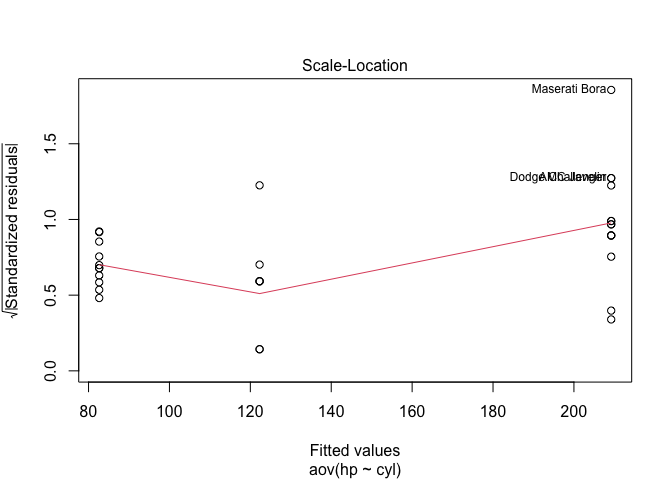 Scale-Location
√|Standardized residuals|
1.5
1.0
0.5
0.0
Maserati Bora
Dodge Challenger
AMC Javelin
80 100 120 140 160 180 200
Fitted values
aov(hp ~ cyl)